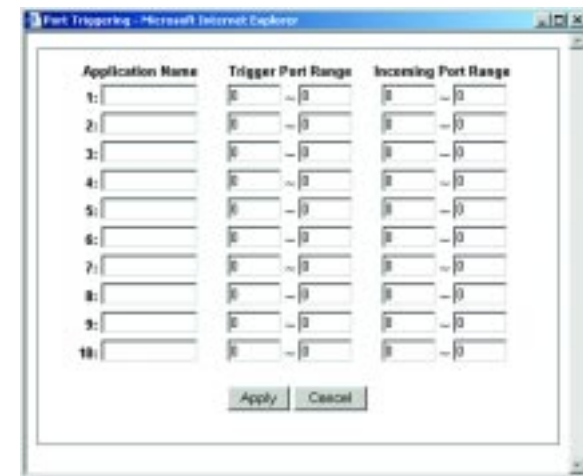 Port Triggering - Microsoft Internet Explorer
Application Name Trigger Port Range Incoming Port Range
1: 0 ~ 0 0 ~ 0
2: 0 ~ 0 0 ~ 0
3: 0 ~ 0 0 ~ 0
4: 0 ~ 0 0 ~ 0
5: 0 ~ 0 0 ~ 0
6: 0 ~ 0 0 ~ 0
7: 0 ~ 0 0 ~ 0
8: 0 ~ 0 0 ~ 0
9: 0 ~ 0 0 ~ 0
10: 0 ~ 0 0 ~ 0
Apply Cancel